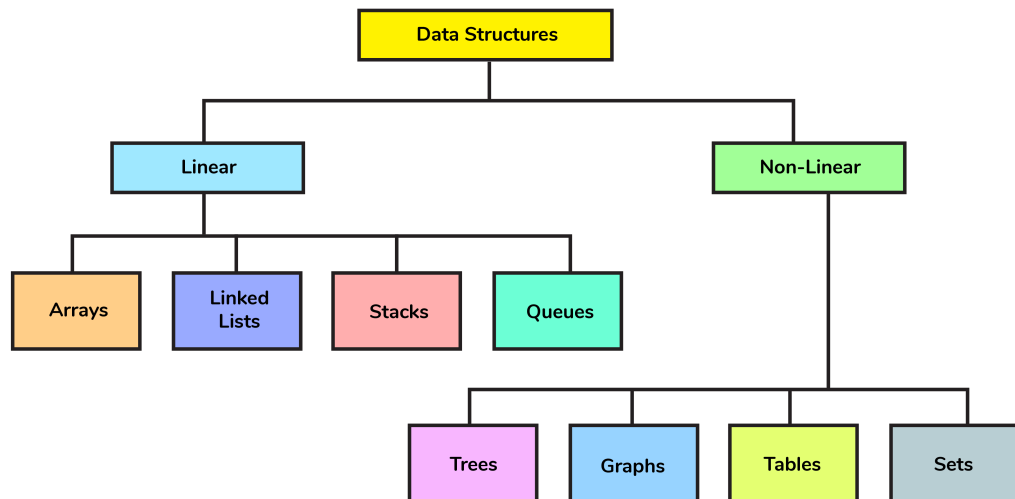 Data Structures
Linear
Non-Linear
Arrays
Linked
Lists
Stacks
Queues
Trees
Graphs
Tables
Sets